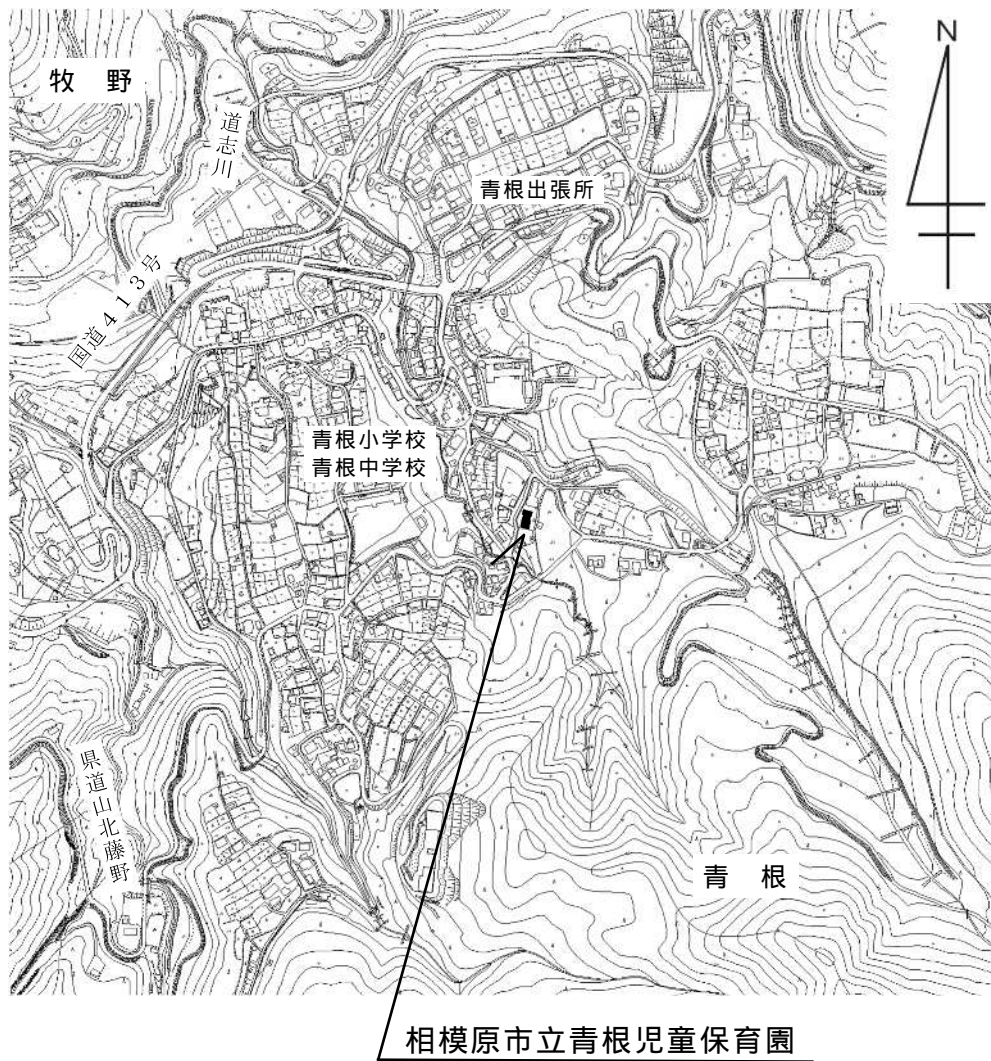 牧 野
N
道志川
青根出張所
国道413号
青根小学校
青根中学校
県道山北藤野
青 根
相模原市立青根児童保育園